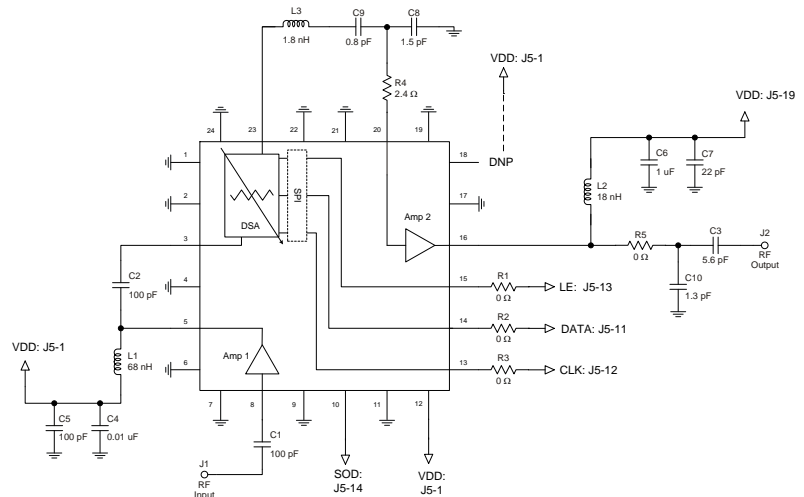 L3
1.8 nH
C9
0.8 pF
C8
1.5 pF
VDD: J5-1
R4
2.4 Ω
VDD: J5-19
24
23
22
21
20
19
C6
1 uF
C7
22 pF
1
SPI
18
DNP
L2
18 nH
2
DSA
17
Amp 2
3
16
R5
0 Ω
C3
5.6 pF
J2
RF
Output
C2
100 pF
4
15
R1
0 Ω
LE: J5-13
C10
1.3 pF
5
14
R2
0 Ω
DATA: J5-11
VDD: J5-1
L1
68 nH
Amp 1
6
13
R3
0 Ω
CLK: J5-12
7
8
9
10
11
12
C5
100 pF
C4
0.01 uF
C1
100 pF
J1
RF
Input
SOD:
J5-14
VDD:
J5-1